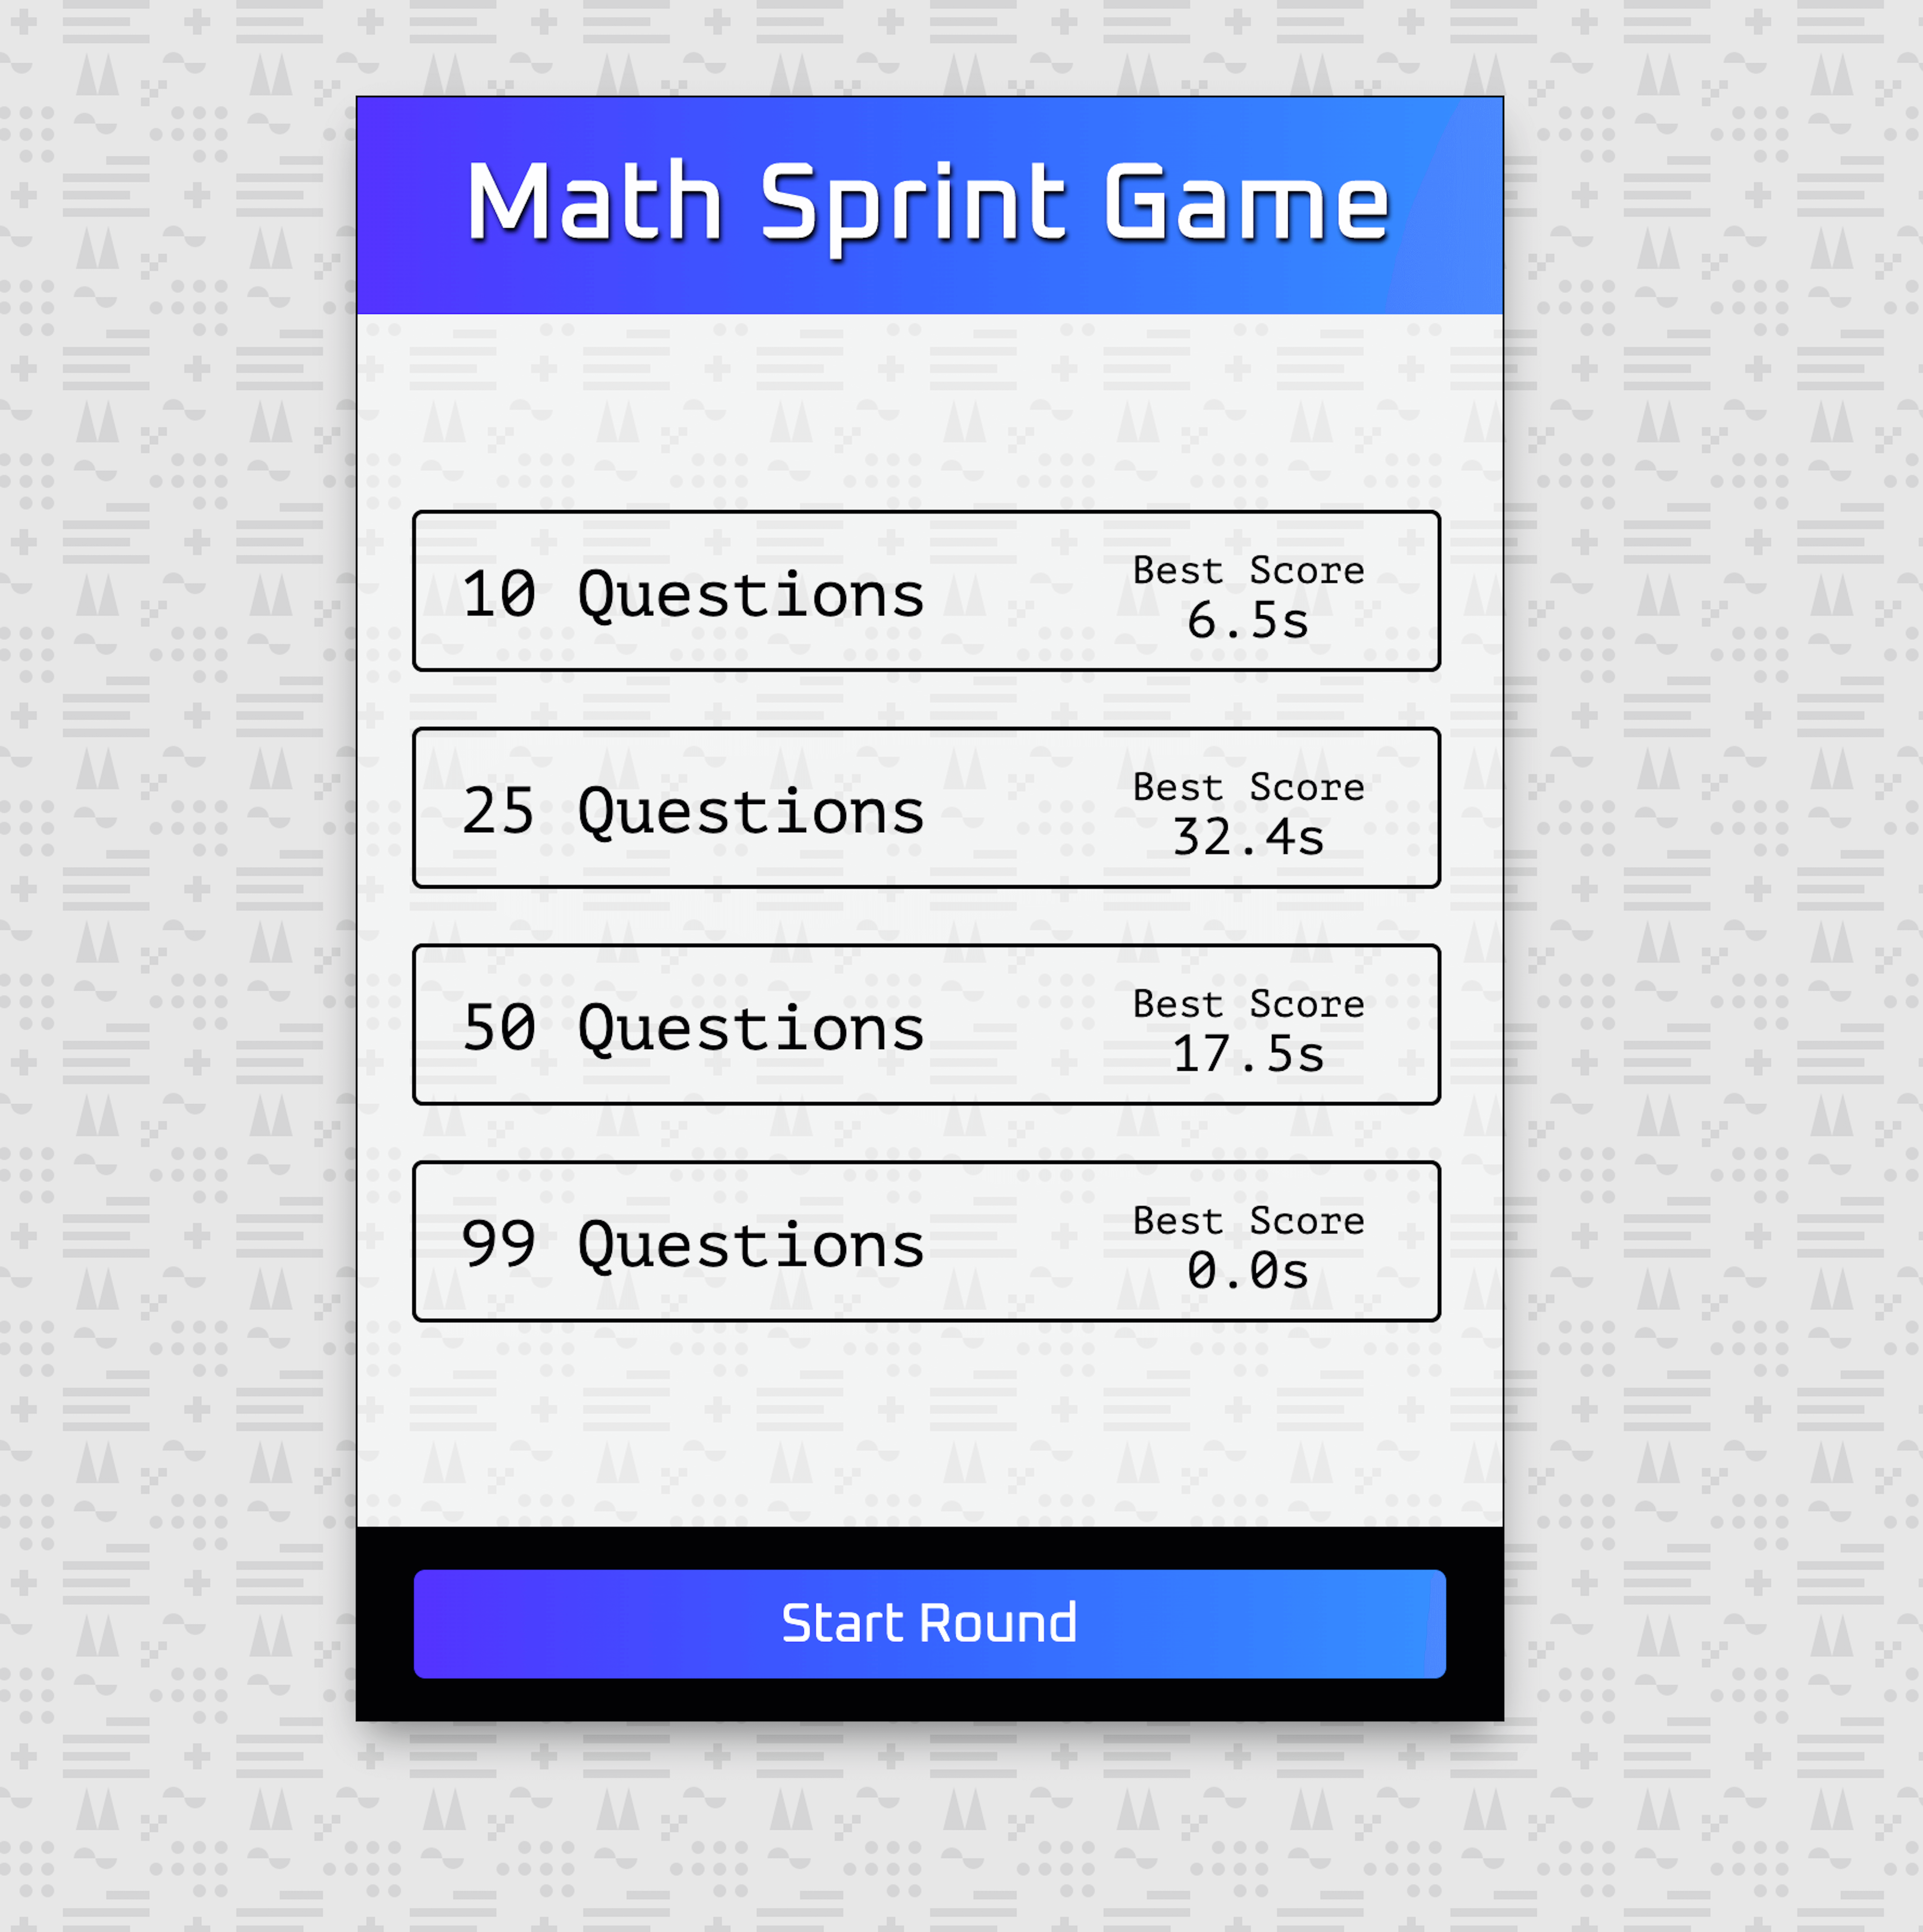 Math Sprint Game
10 Questions
Best Score
6.5s
25 Questions
Best Score
32.4s
50 Questions
Best Score
17.5s
99 Questions
Best Score
0.0s
Start Round